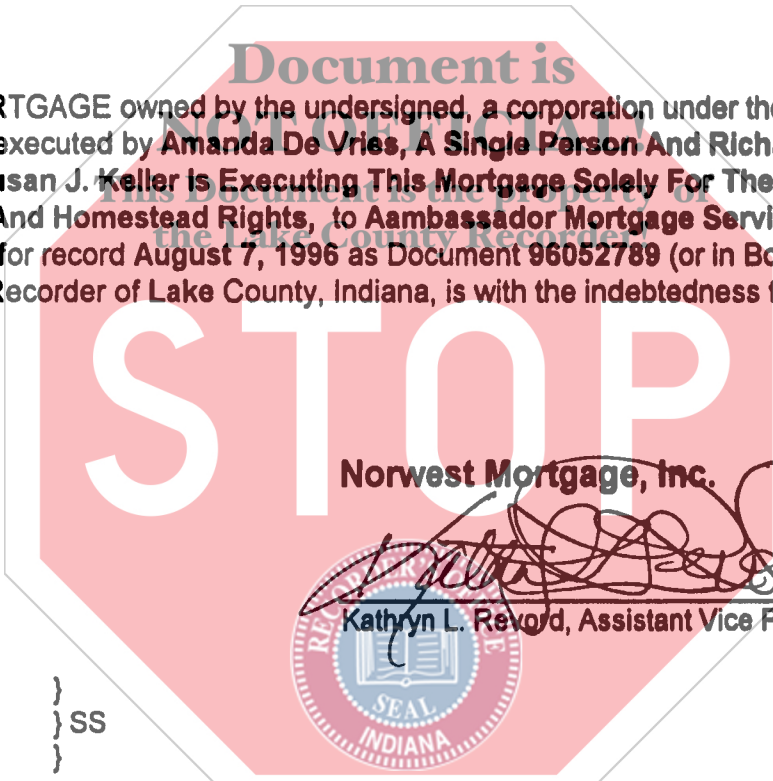 Document is
NOT OFFICIAL!
This Document is the property of
the Lake County Recorder!
RTGAGE owned by the undersigned, a corporation under the
executed by Amanda De Vries, A Single Person And Richa
usan J. Keller Is Executing This Mortgage Solely For The
And Homestead Rights, to Aambassador Mortgage Servi
for record August 7, 1996 as Document 96052789 (or in Bo
Recorder of Lake County, Indiana, is with the indebtedness t
STOP
Norwest Mortgage, Inc.
Kathryn L. Revord, Assistant Vice P
SEAL
INDIANA
}
} SS
}